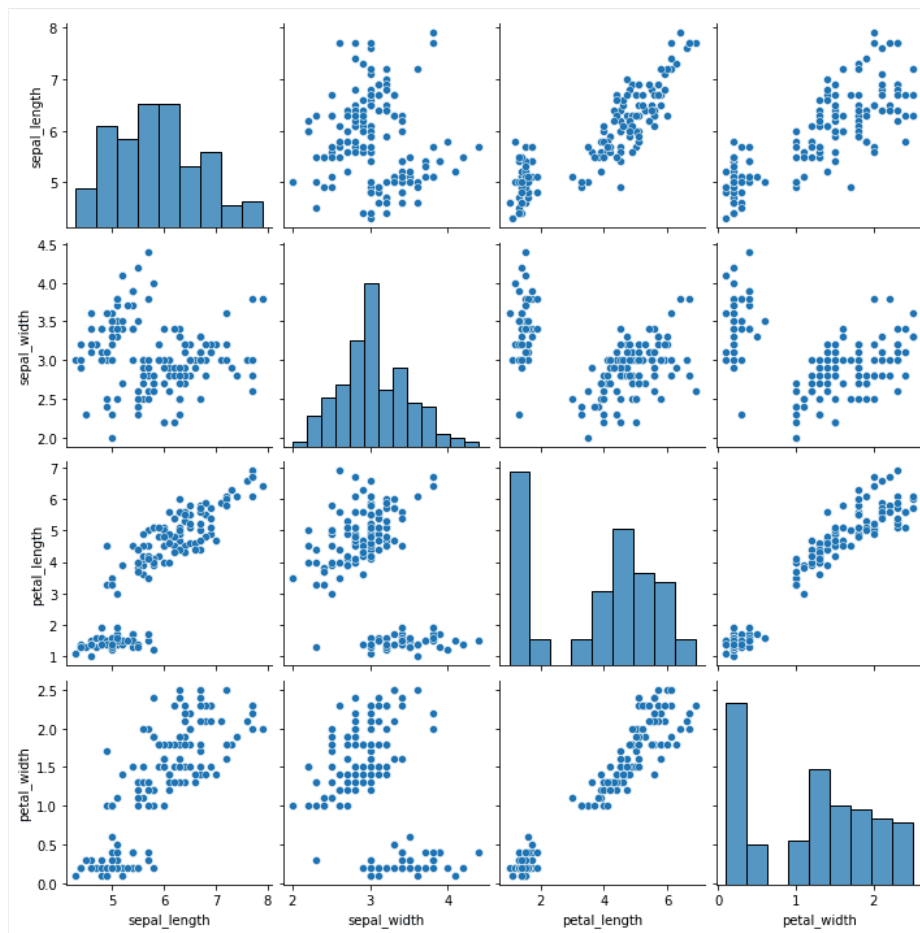 8
7
6
5
sepal_length
4.5
4.0
3.5
3.0
2.5
2.0
sepal_width
7
6
5
4
3
2
1
petal_length
2.5
2.0
1.5
1.0
0.5
0.0
petal_width
5 6 7 8
sepal_length
2 3 4
sepal_width
2 4 6
petal_length
0 1 2
petal_width